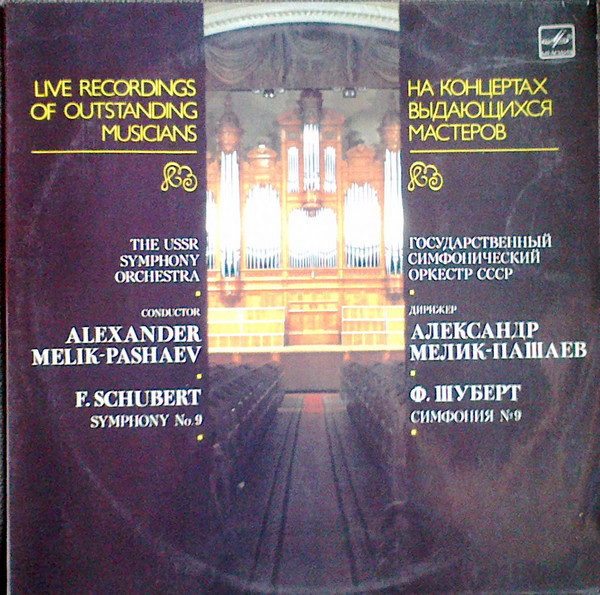 LIVE RECORDINGS
OF OUTSTANDING
MUSICIANS
THE USSR
SYMPHONY
ORCHESTRA
CONDUCTOR
ALEXANDER
MELIK-PASHAEV
F. SCHUBERT
SYMPHONY No. 9
МЕЛОДИЯ
НА КОНЦЕРТАХ
ВЫДАЮЩИХСЯ
МАСТЕРОВ
ГОСУДАРСТВЕННЫЙ
СИМФОНИЧЕСКИЙ
ОРКЕСТР СССР
ДИРИЖЕР
АЛЕКСАНДР
МЕЛИК-ПАШАЕВ
Ф. ШУБЕРТ
СИМФОНИЯ №9